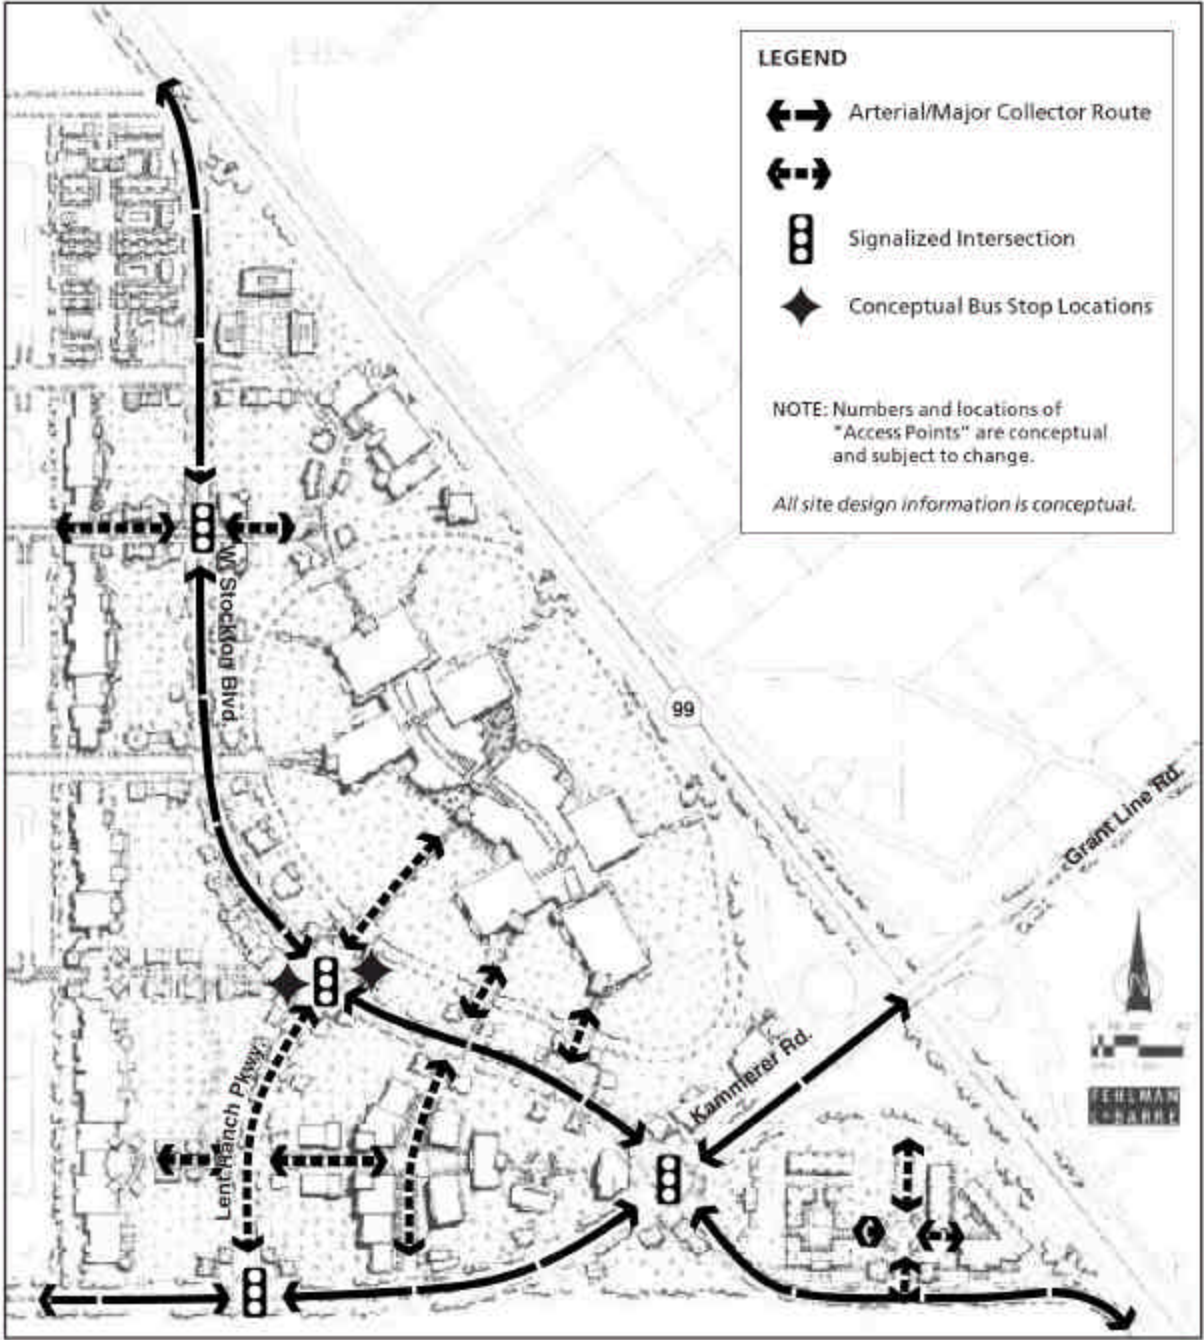 LEGEND
Arterial/Major Collector Route
Signalized Intersection
Conceptual Bus Stop Locations
NOTE: Numbers and locations of
"Access Points" are conceptual
and subject to change.
All site design information is conceptual.
W. Stockton Blvd.
99
Grant Line Rd.
Kammerer Rd.
Lent Ranch Pkwy.